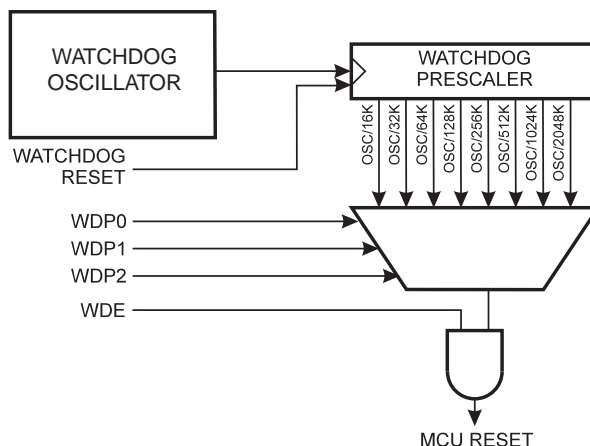 WATCHDOG
OSCILLATOR
WATCHDOG
PRESCALER
OSC/16K
OSC/32K
OSC/64K
OSC/128K
OSC/256K
OSC/512K
OSC/1024K
OSC/2048K
WATCHDOG
RESET
WDP0
WDP1
WDP2
WDE
MCU RESET